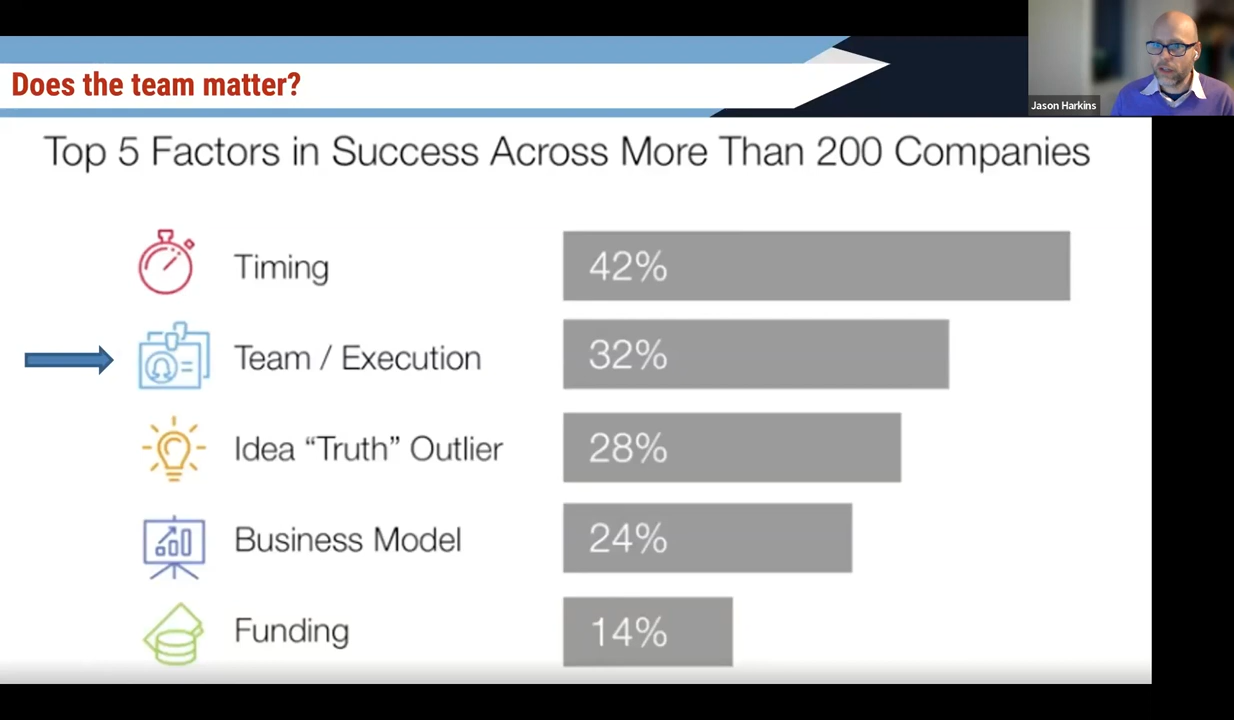 Does the team matter?
Jason Harkins
Top 5 Factors in Success Across More Than 200 Companies
Timing 42%
Team / Execution 32%
Idea “Truth” Outlier 28%
Business Model 24%
Funding 14%